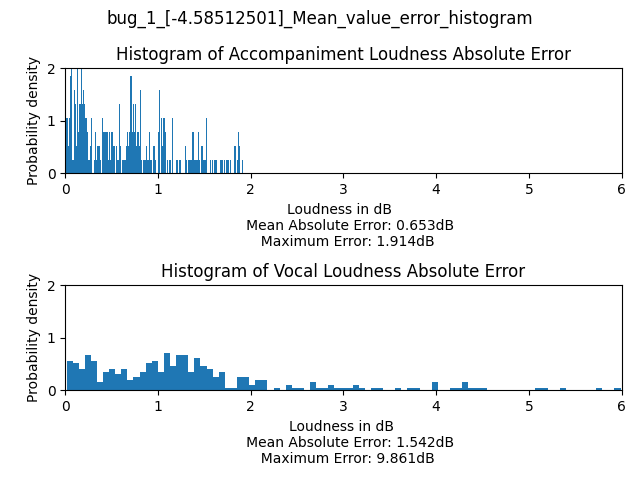 bug_1_[-4.58512501]_Mean_value_error_histogram
Histogram of Accompaniment Loudness Absolute Error
Probability density
2
1
0
0 1 2 3 4 5 6
Loudness in dB
Mean Absolute Error: 0.653dB
Maximum Error: 1.914dB
Histogram of Vocal Loudness Absolute Error
Probability density
2
1
0
0 1 2 3 4 5 6
Loudness in dB
Mean Absolute Error: 1.542dB
Maximum Error: 9.861dB